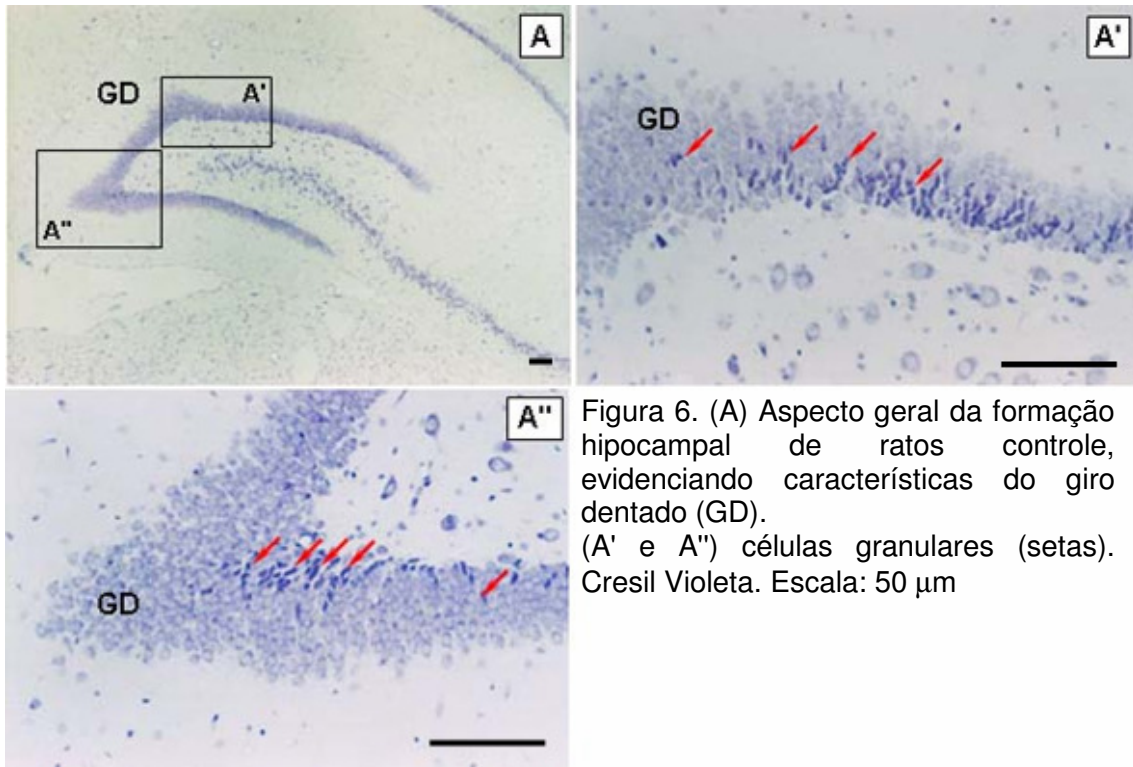 A
GD
A'
A"
A'
GD
A"
GD
Figura 6. (A) Aspecto geral da formação
hipocampal de ratos controle,
evidenciando características do giro
dentado (GD).
(A' e A") células granulares (setas).
Cresil Violeta. Escala: 50 μm